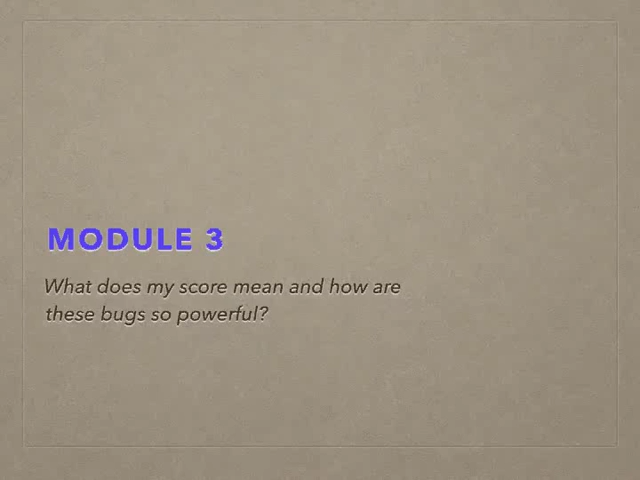 MODULE 3
What does my score mean and how are
these bugs so powerful?